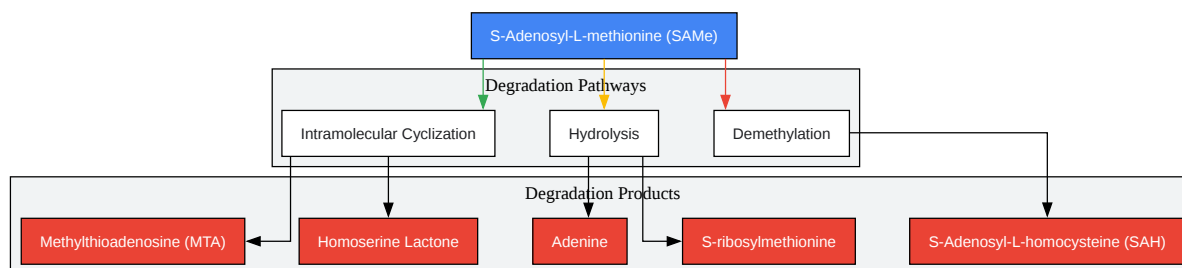 S-Adenosyl-L-methionine (SAMe)
Degradation Pathways
Intramolecular Cyclization
Hydrolysis
Demethylation
Degradation Products
Methylthioadenosine (MTA)
Homoserine Lactone
Adenine
S-ribosylmethionine
S-Adenosyl-L-homocysteine (SAH)